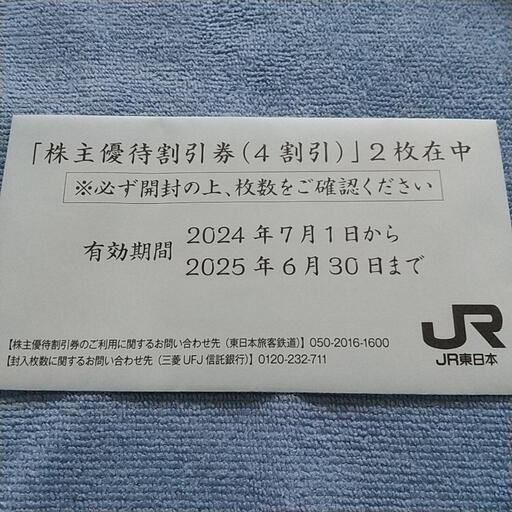 「株主優待割引券(4割引)」2枚在中
※必ず開封の上、枚数をご確認ください
有効期間
2024年7月1日から
2025年6月30日まで
【株主優待割引券のご利用に関するお問い合わせ先(東日本旅客鉄道)】050-2016-1600
【封入枚数に関するお問い合わせ先(三菱UFJ信託銀行)】0120-232-711
JR
JR東日本